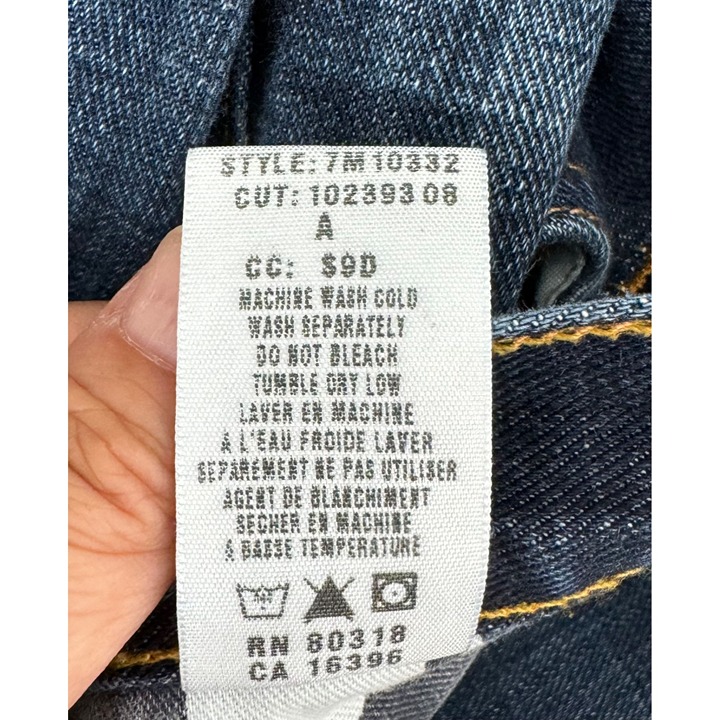 STYLE: 7M10332
CUT: 102393 08
A
CC: S9D
MACHINE WASH COLD
WASH SEPARATELY
DO NOT BLEACH
TUMBLE DRY LOW
LAVER EN MACHINE
A L'EAU FROIDE LAVER
SEPAREMENT NE PAS UTILISER
AGENT DE BLANCHIMENT
SECHER EN MACHINE
A BASSE TEMPERATURE
RN 80318
CA 16396